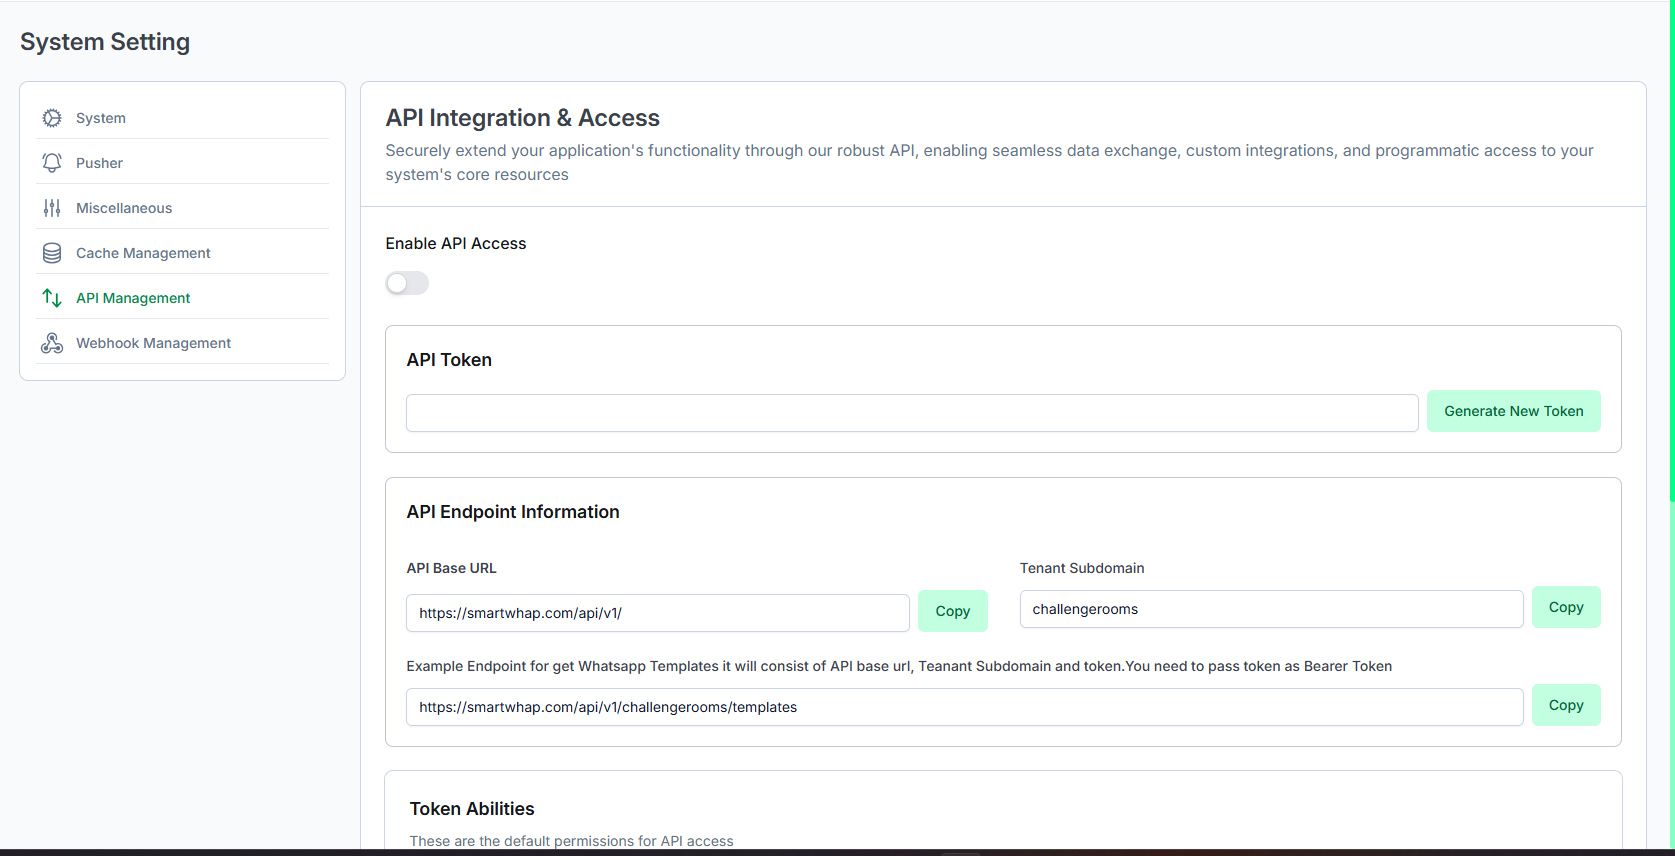 System Setting
System
Pusher
Miscellaneous
Cache Management
API Management
Webhook Management
API Integration & Access
Securely extend your application's functionality through our robust API, enabling seamless data exchange, custom integrations, and programmatic access to your
system's core resources
Enable API Access
API Token
Generate New Token
API Endpoint Information
API Base URL
Tenant Subdomain
https://smartwhap.com/api/v1/
Copy
challengerooms
Copy
Example Endpoint for get Whatsapp Templates it will consist of API base url, Teanant Subdomain and token.You need to pass token as Bearer Token
https://smartwhap.com/api/v1/challengerooms/templates
Copy
Token Abilities
These are the default permissions for API access